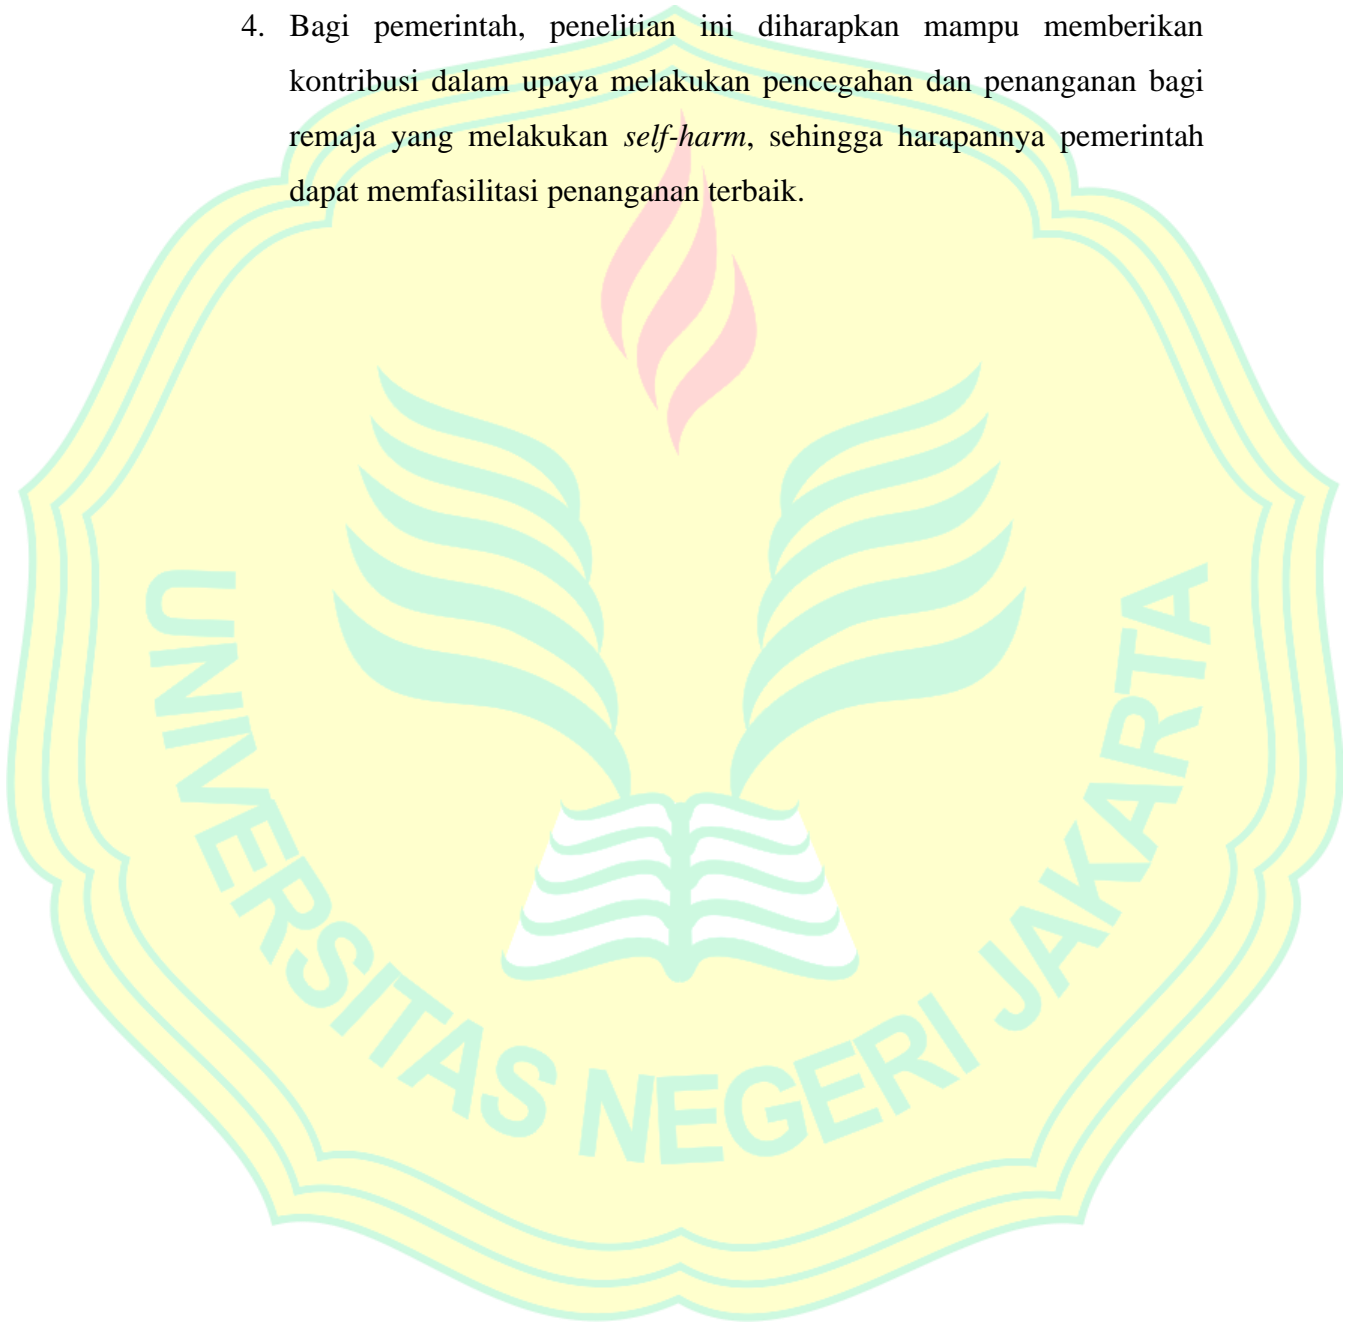 4. Bagi pemerintah, penelitian ini diharapkan mampu memberikan
kontribusi dalam upaya melakukan pencegahan dan penanganan bagi
remaja yang melakukan self-harm, sehingga harapannya pemerintah
dapat memfasilitasi penanganan terbaik.
UNIVERSITAS NEGERI JAKARTA